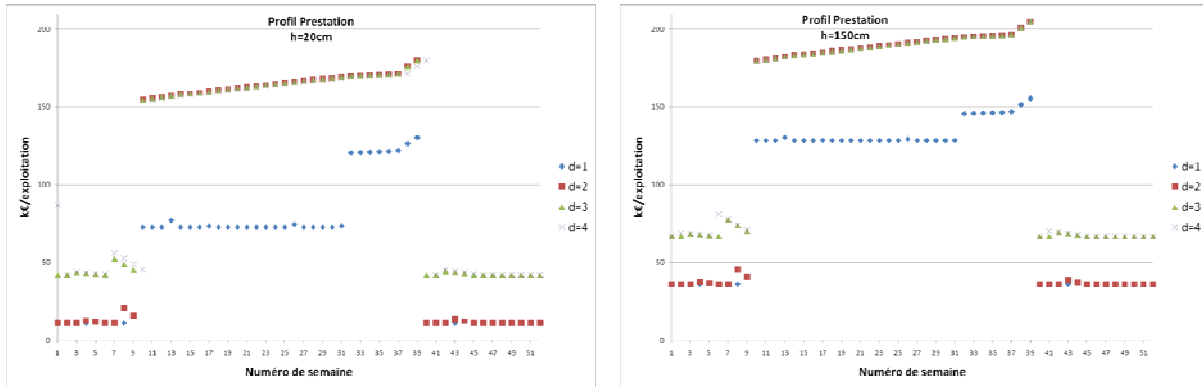 Profil Prestation
h=20cm
200
150
100
50
0
k€/exploitation
1 3 5 7 9 11 13 15 17 19 21 23 25 27 29 31 33 35 37 39 41 43 45 47 49 51
Numéro de semaine
d=1
d=2
d=3
d=4
Profil Prestation
h=150cm
200
150
100
50
0
k€/exploitation
1 3 5 7 9 11 13 15 17 19 21 23 25 27 29 31 33 35 37 39 41 43 45 47 49 51
Numéro de semaine
d=1
d=2
d=3
d=4